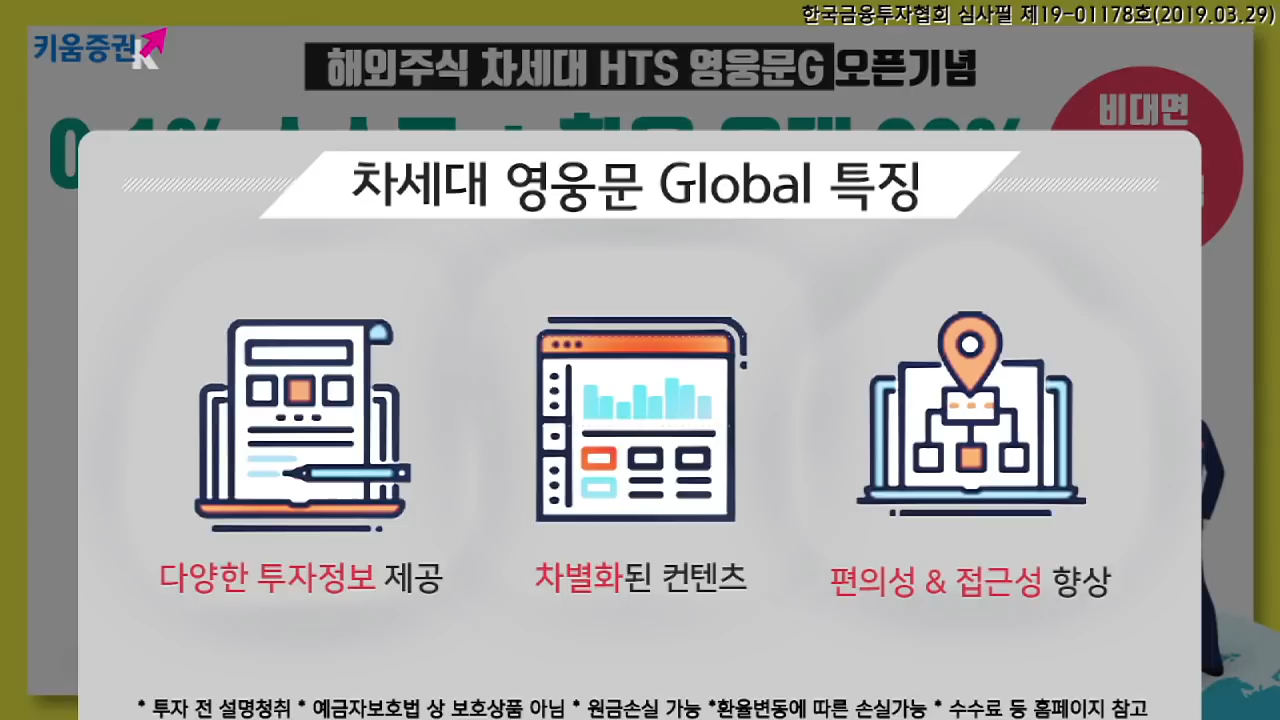 한국금융투자협회 심사필 제19-01178호(2019.03.29)
키움증권
해외주식 차세대 HTS 영웅문G 오픈기념
비대면
차세대 영웅문 Global 특징
다양한 투자정보 제공
차별화된 컨텐츠
편의성 & 접근성 향상
* 투자 전 설명청취 * 예금자보호법 상 보호상품 아님 * 원금손실 가능 *환율변동에 따른 손실가능 * 수수료 등 홈페이지 참고